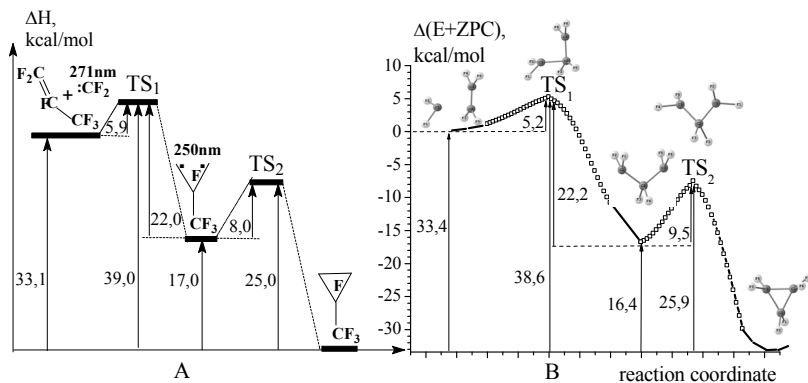 ΔH,
kcal/mol
F₂C
FC
+
271nm
:CF₂
CF₃
TS₁
5,9
250nm
F
CF₃
TS₂
22,0
8,0
33,1
39,0
17,0
25,0
F
CF₃
A
Δ(E+ZPC),
kcal/mol
10
5
0
-5
-10
-15
-20
-25
-30
TS₁
5,2
TS₂
22,2
9,5
33,4
38,6
16,4
25,9
B
reaction coordinate